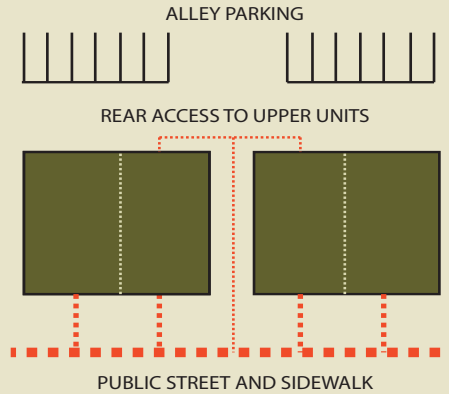 ALLEY PARKING
REAR ACCESS TO UPPER UNITS
PUBLIC STREET AND SIDEWALK